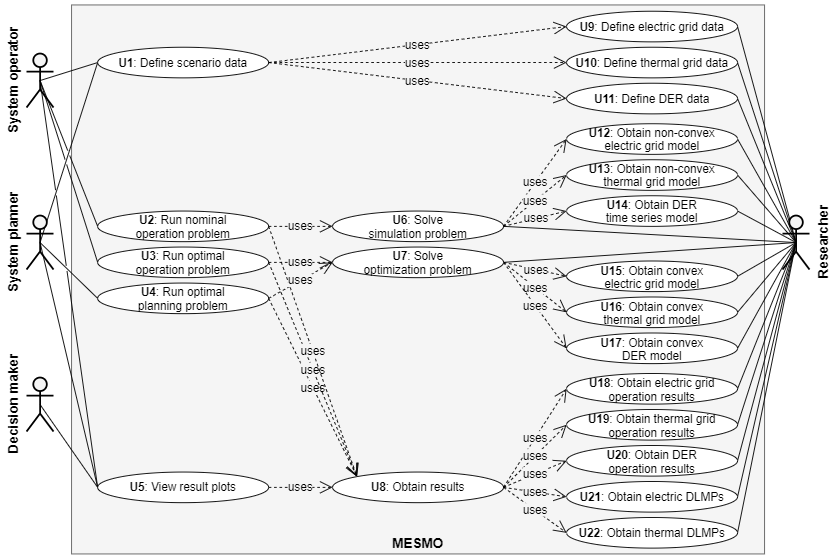 System operator
System planner
Decision maker
U1: Define scenario data
U2: Run nominal
operation problem
U3: Run optimal
operation problem
U4: Run optimal
planning problem
U5: View result plots
uses
uses
uses
uses
uses
uses
uses
uses
uses
uses
U6: Solve
simulation problem
U7: Solve
optimization problem
U8: Obtain results
uses
uses
uses
uses
uses
uses
uses
uses
uses
uses
uses
U9: Define electric grid data
U10: Define thermal grid data
U11: Define DER data
U12: Obtain non-convex
electric grid model
U13: Obtain non-convex
thermal grid model
U14: Obtain DER
time series model
U15: Obtain convex
electric grid model
U16: Obtain convex
thermal grid model
U17: Obtain convex
DER model
U18: Obtain electric grid
operation results
U19: Obtain thermal grid
operation results
U20: Obtain DER
operation results
U21: Obtain electric DLMPs
U22: Obtain thermal DLMPs
Researcher
MESMO